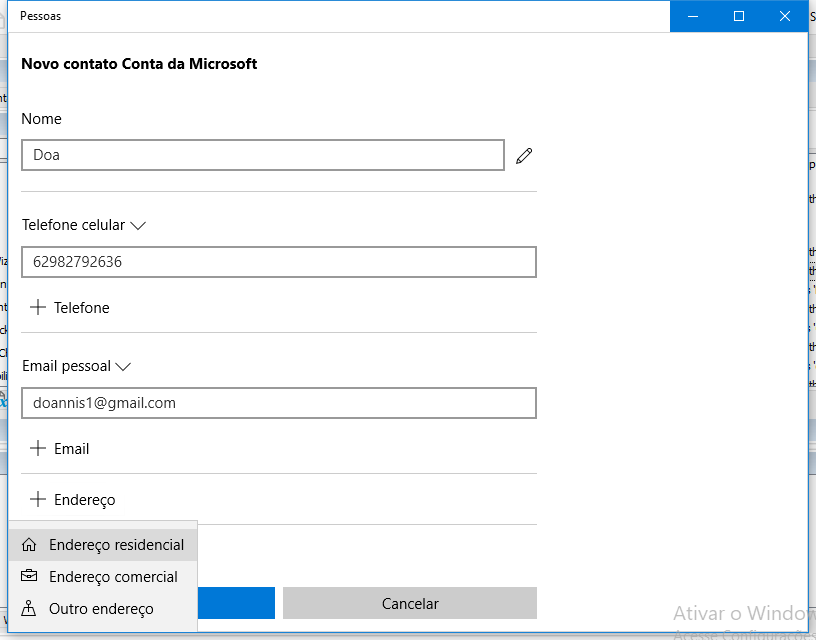 Pessoas
Novo contato Conta da Microsoft
Nome
Doa
Telefone celular
62982792636
Telefone
Email pessoal
doannis1@gmail.com
Email
Endereço
Endereço residencial
Endereço comercial
Outro endereço
Cancelar
Ativar o Window
Acesse Configurações